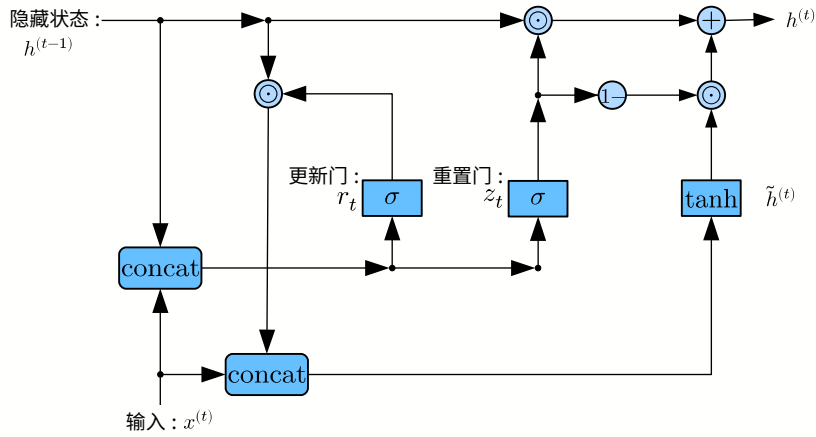 隐藏状态 :
h^{(t-1)}
⊙
+
h^{(t)}
⊙
1−
⊙
更新门 :
r_t
σ
重置门 :
z_t
σ
tanh
h̃^{(t)}
concat
concat
输入 : x^{(t)}